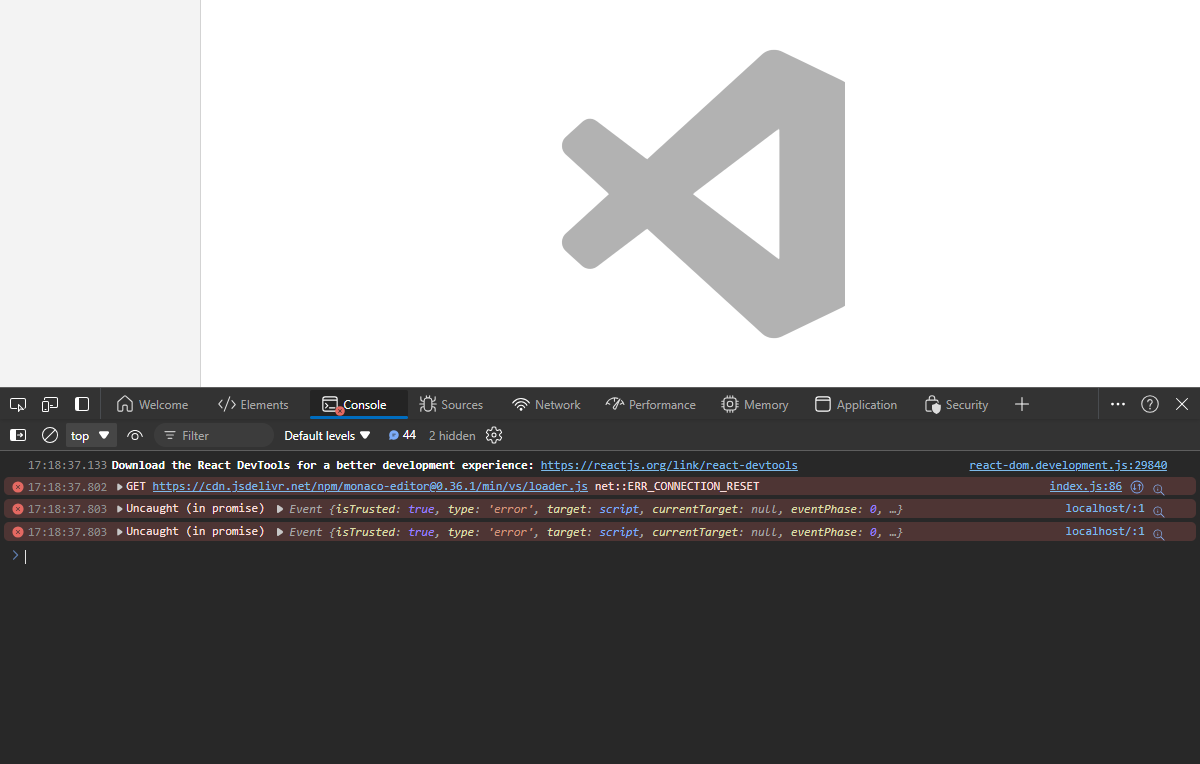 Welcome Elements Console Sources Network Performance Memory Application Security
top Filter Default levels 44 2 hidden
17:18:37.133 Download the React DevTools for a better development experience: https://reactjs.org/link/react-devtools react-dom.development.js:29840
17:18:37.802 GET https://cdn.jsdelivr.net/npm/monaco-editor@0.36.1/min/vs/loader.js net::ERR_CONNECTION_RESET index.js:86
17:18:37.803 Uncaught (in promise) Event {isTrusted: true, type: 'error', target: script, currentTarget: null, eventPhase: 0, …} localhost/:1
17:18:37.803 Uncaught (in promise) Event {isTrusted: true, type: 'error', target: script, currentTarget: null, eventPhase: 0, …} localhost/:1